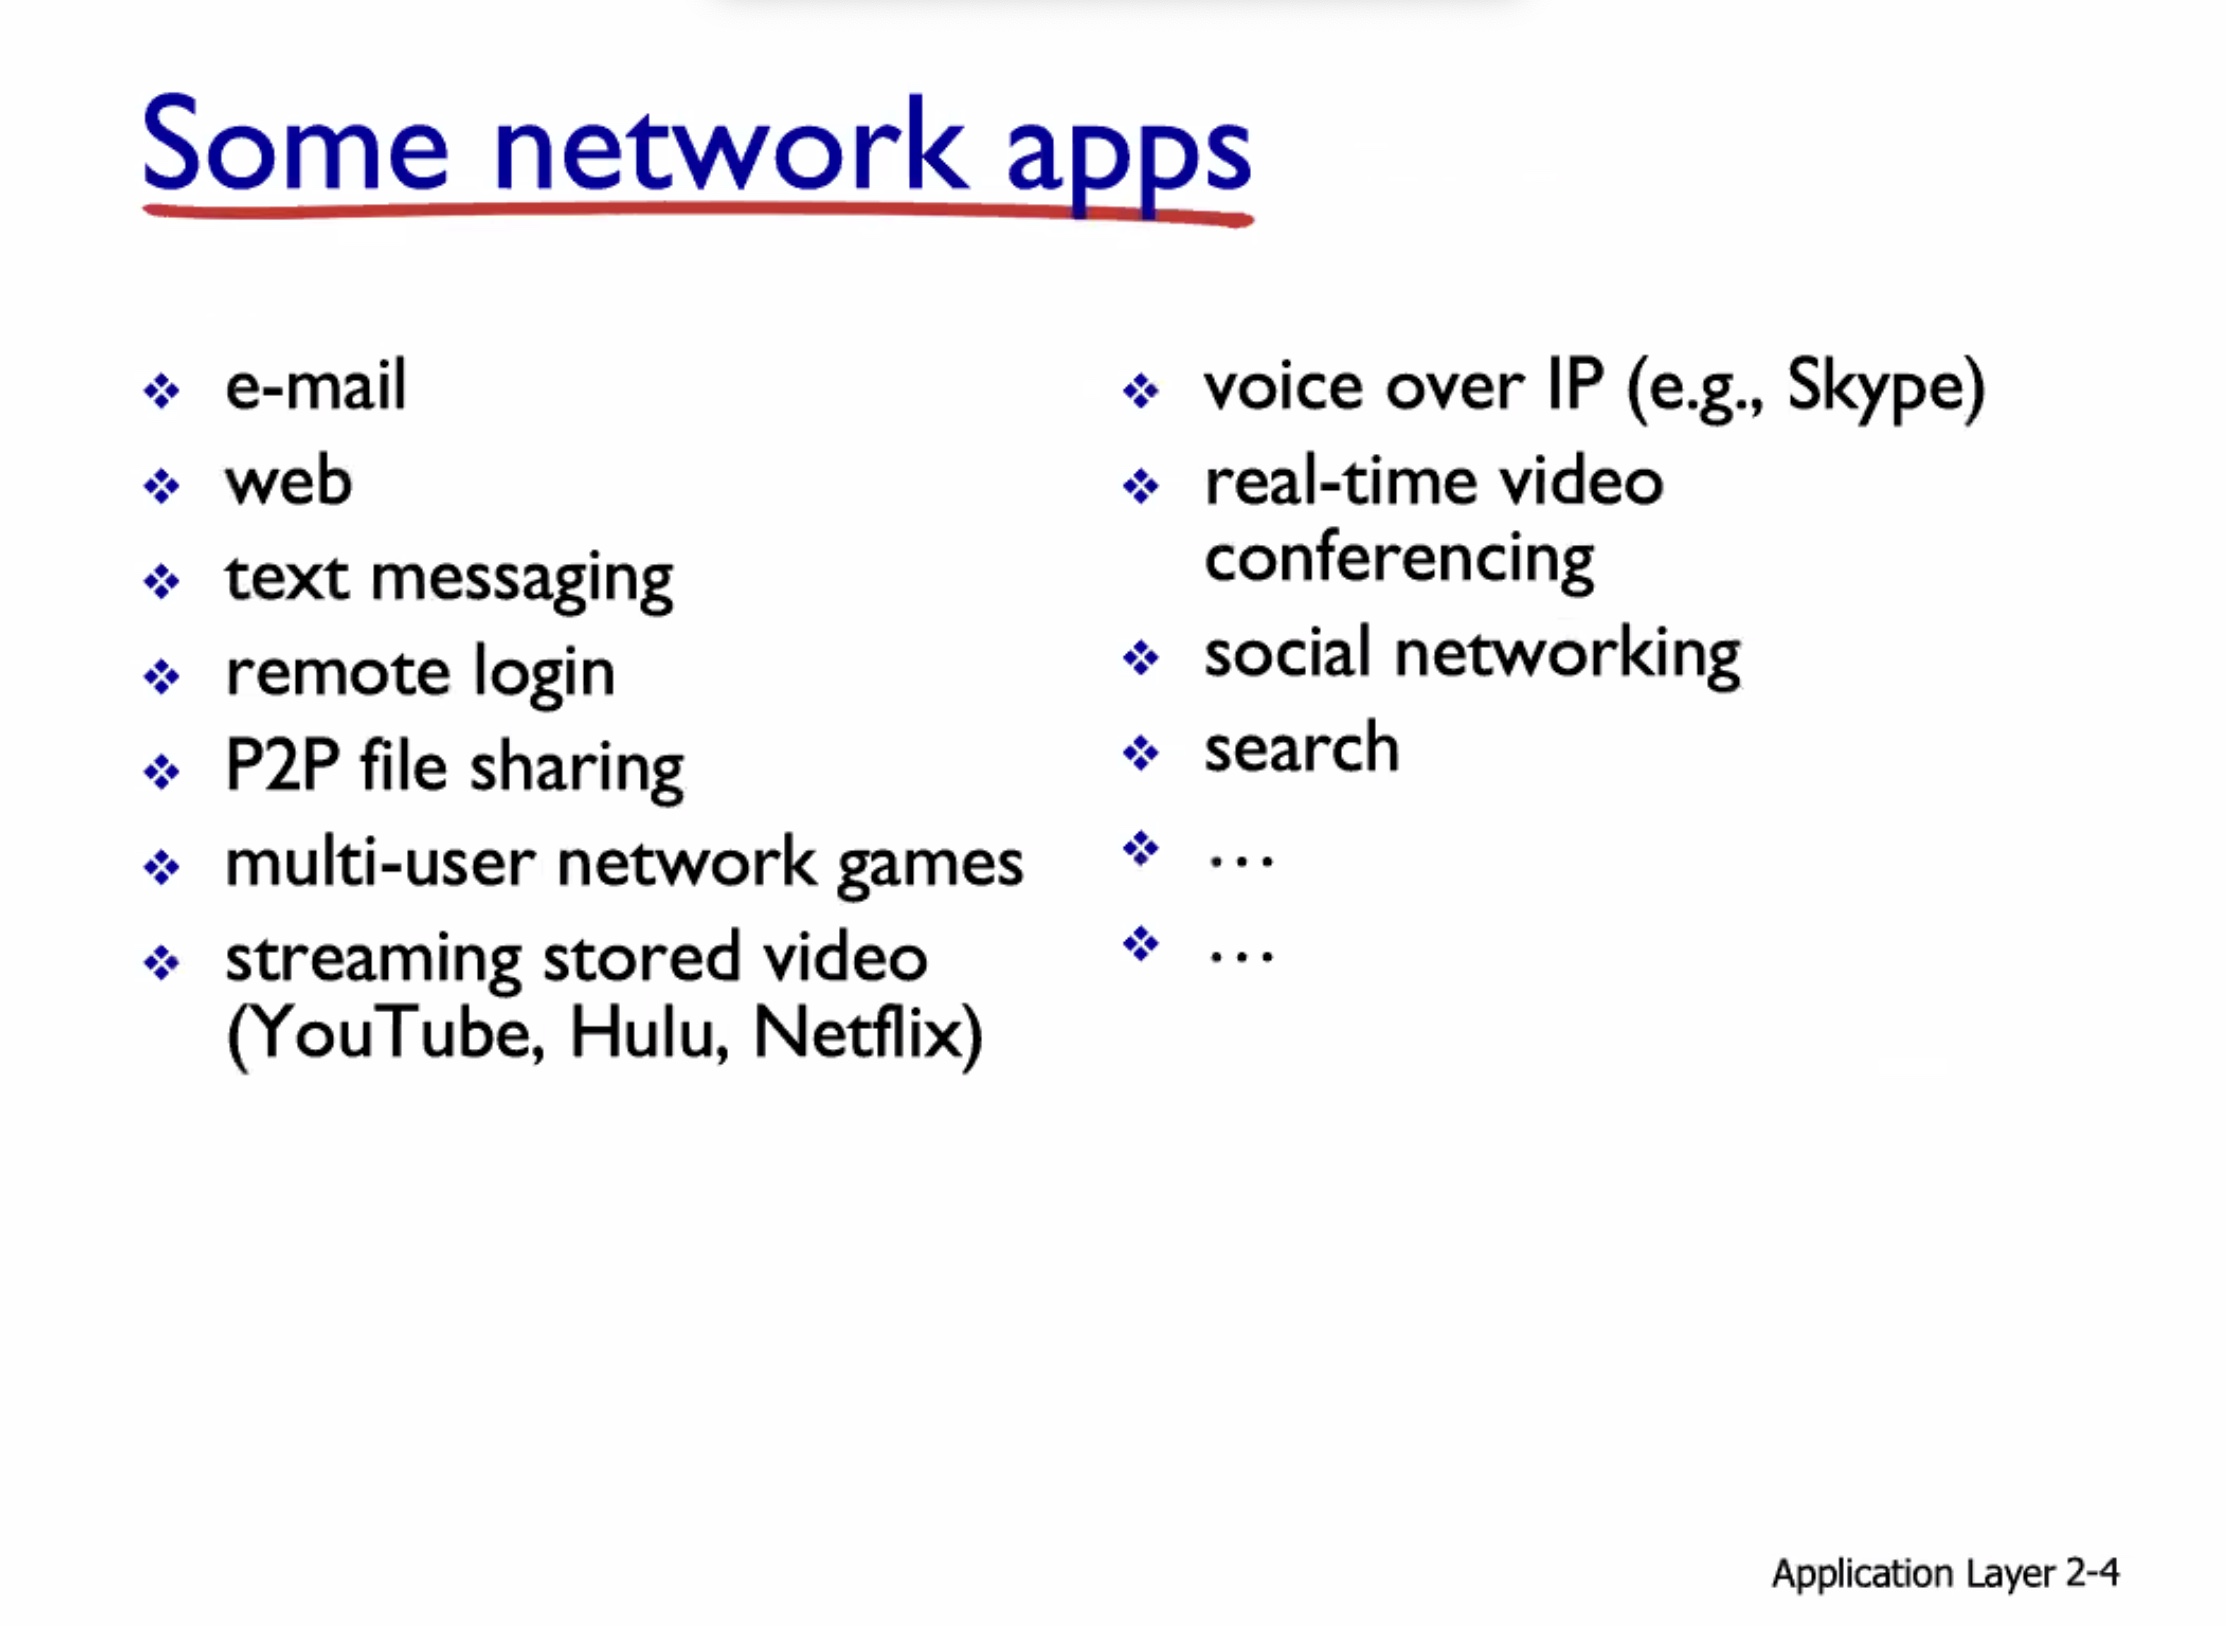 Some network apps
e-mail
web
text messaging
remote login
P2P file sharing
multi-user network games
streaming stored video
(YouTube, Hulu, Netflix)
voice over IP (e.g., Skype)
real-time video
conferencing
social networking
search
…
…
Application Layer 2-4